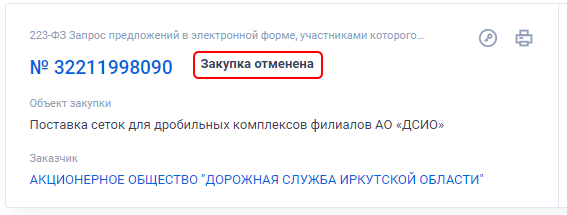 223-ФЗ Запрос предложений в электронной форме, участниками которого…
№ 32211998090 Закупка отменена
Объект закупки
Поставка сеток для дробильных комплексов филиалов АО «ДСИО»
Заказчик
АКЦИОНЕРНОЕ ОБЩЕСТВО "ДОРОЖНАЯ СЛУЖБА ИРКУТСКОЙ ОБЛАСТИ"